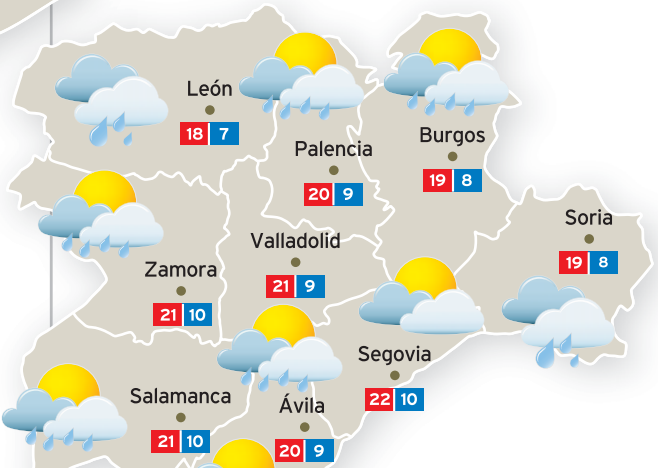 León
18 7
Palencia
20 9
Burgos
19 8
Soria
19 8
Valladolid
21 9
Zamora
21 10
Segovia
22 10
Salamanca
21 10
Ávila
20 9